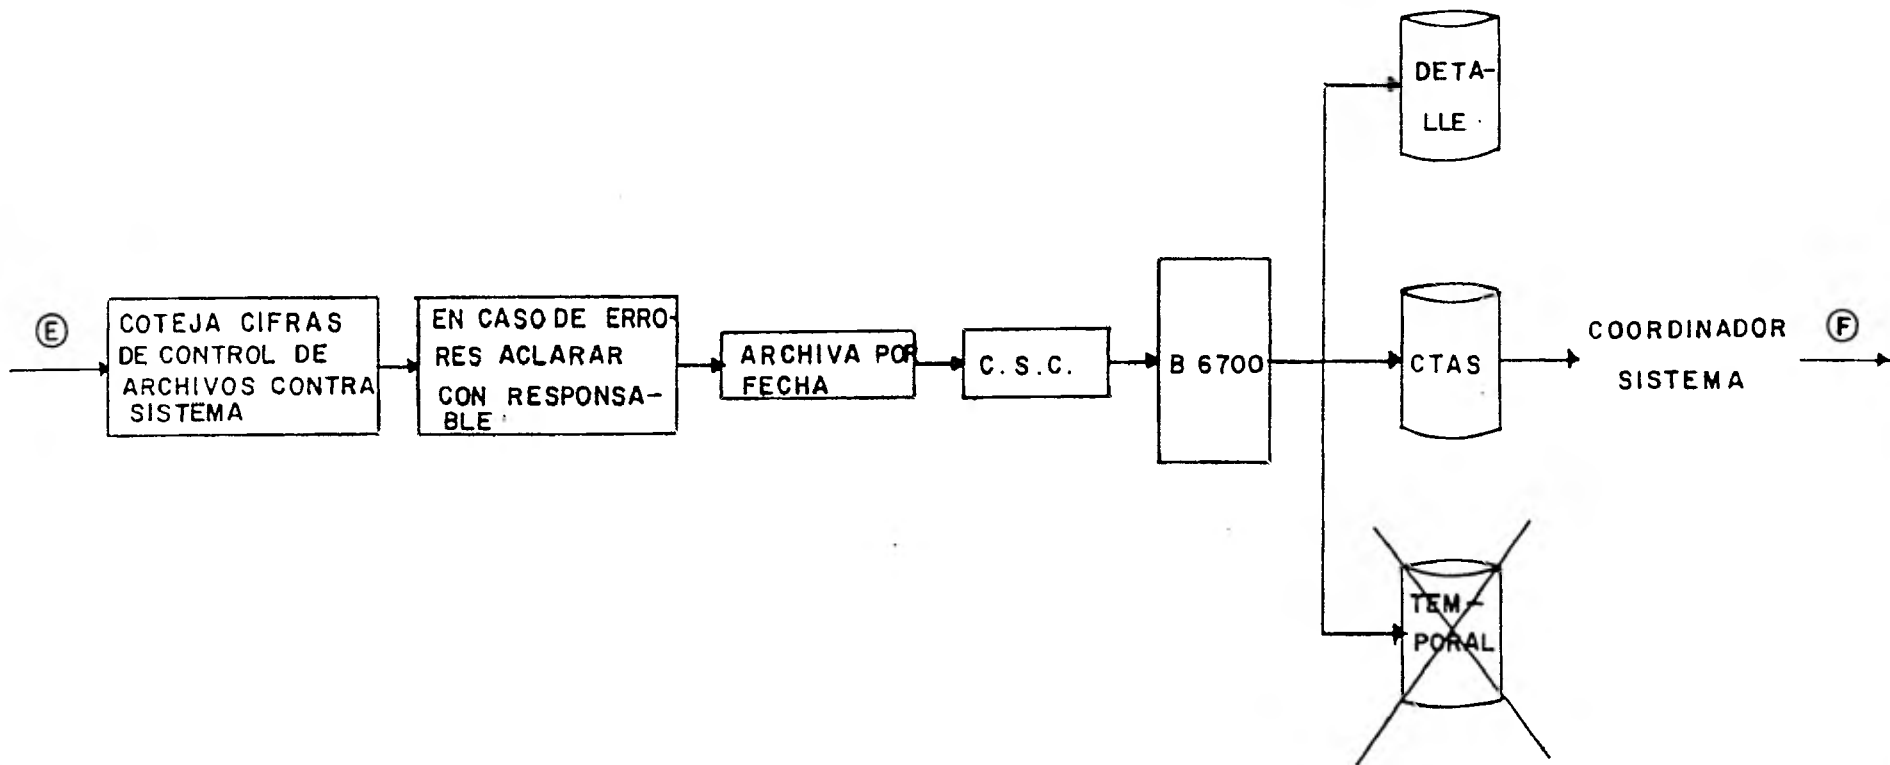 Ⓔ
COTEJA CIFRAS
DE CONTROL DE
ARCHIVOS CONTRA
SISTEMA
EN CASO DE ERRO-
RES ACLARAR
CON RESPONSA-
BLE
ARCHIVA POR
FECHA
C. S. C.
B 6700
DETA-
LLE
CTAS
TEM-
PORAL
COORDINADOR
SISTEMA
Ⓕ